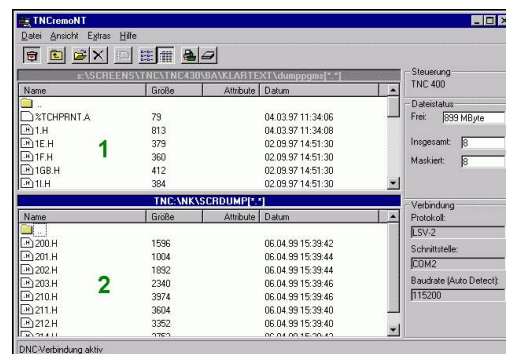 TNCremoNT
Datei Ansicht Extras Hilfe
s:\SCREENS\TNC\TNC430\BA\KLARTEXT\dumppgms[*.*]
Name Größe Attribute Datum
..
%TCHPRNT.A 79 04.03.97 11:34:06
1.H 813 04.03.97 11:34:08
1E.H 379 02.09.97 14:51:30
1F.H 360 02.09.97 14:51:30
1GB.H 412 02.09.97 14:51:30
1I.H 384 02.09.97 14:51:30
1
TNC:\NK\SCRDUMP[*.*]
Name Größe Attribute Datum
..
200.H 1596 06.04.99 15:39:42
201.H 1004 06.04.99 15:39:44
202.H 1892 06.04.99 15:39:44
203.H 2340 06.04.99 15:39:46
210.H 3974 06.04.99 15:39:46
211.H 3604 06.04.99 15:39:40
212.H 3352 06.04.99 15:39:40
2
Steuerung
TNC 400
Dateistatus
Frei: 899 MByte
Insgesamt: 8
Maskiert: 8
Verbindung
Protokoll:
LSV-2
Schnittstelle:
COM2
Baudrate (Auto Detect):
115200
DNC-Verbindung aktiv